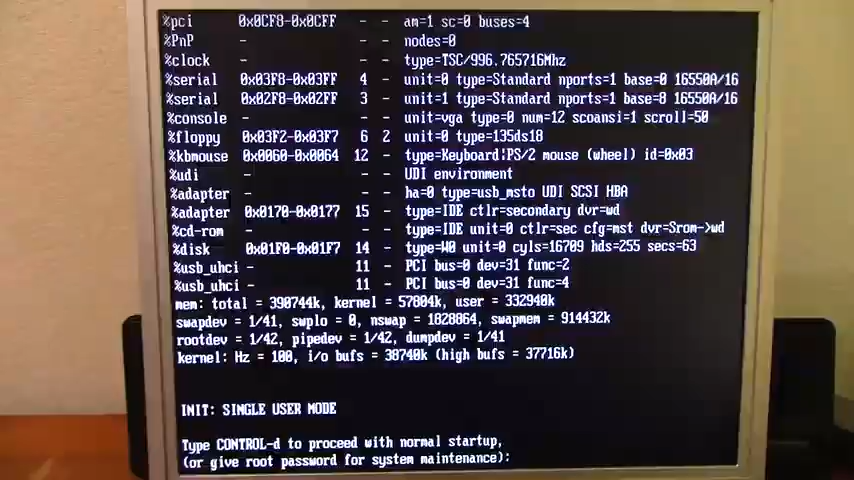 %pci 0x0CF8-0x0CFF - - am=1 sc=0 buses=4
%PnP - - - nodes=0
%clock - - - type=TSC/996.765716Mhz
%serial 0x03F8-0x03FF 4 - unit=0 type=Standard nports=1 base=0 16550A/16
%serial 0x02F8-0x02FF 3 - unit=1 type=Standard nports=1 base=8 16550A/16
%console - - - unit=vga type=0 num=12 scoansi=1 scroll=50
%floppy 0x03F2-0x03F7 6 2 unit=0 type=135ds18
%kbmouse 0x0060-0x0064 12 - type=Keyboard|PS/2 mouse (wheel) id=0x03
%udi - - - UDI environment
%adapter - - - ha=0 type=usb_msto UDI SCSI HBA
%adapter 0x0170-0x0177 15 - type=IDE ctlr=secondary dvr=wd
%cd-rom - - - type=IDE unit=0 ctlr=sec cfg=mst dvr=Srom->wd
%disk 0x01F0-0x01F7 14 - type=W0 unit=0 cyls=16709 hds=255 secs=63
%usb_uhci - 11 - PCI bus=0 dev=31 func=2
%usb_uhci - 11 - PCI bus=0 dev=31 func=4
mem: total = 390744k, kernel = 57804k, user = 332940k
swapdev = 1/41, swplo = 0, nswap = 1828864, swapmem = 914432k
rootdev = 1/42, pipedev = 1/42, dumpdev = 1/41
kernel: Hz = 100, i/o bufs = 38740k (high bufs = 37716k)
INIT: SINGLE USER MODE
Type CONTROL-d to proceed with normal startup,
(or give root password for system maintenance):